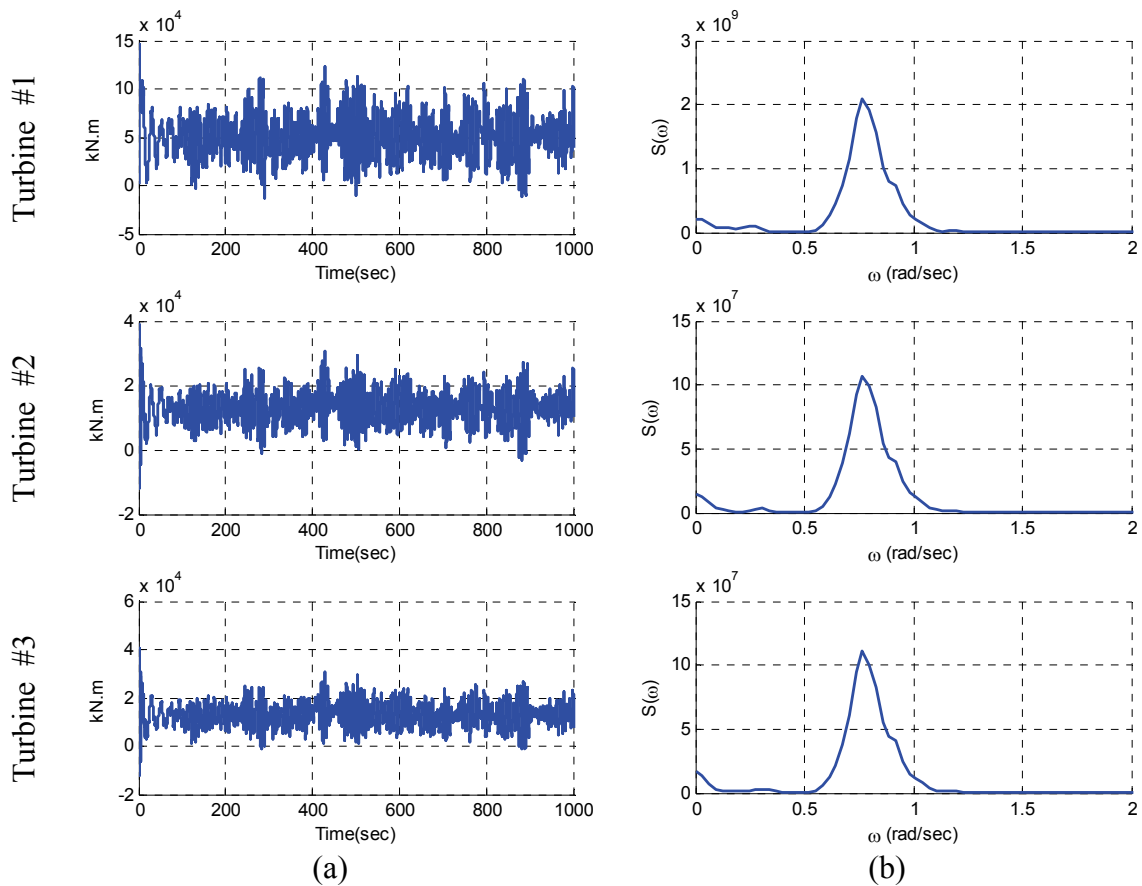 Turbine #1
x 10^4
15
10
5
0
-5
kN.m
0 200 400 600 800 1000
Time(sec)
x 10^9
3
2
1
0
S(ω)
0 0.5 1 1.5 2
ω (rad/sec)
Turbine #2
x 10^4
4
2
0
-2
kN.m
0 200 400 600 800 1000
Time(sec)
x 10^7
15
10
5
0
S(ω)
0 0.5 1 1.5 2
ω (rad/sec)
Turbine #3
x 10^4
6
4
2
0
-2
kN.m
0 200 400 600 800 1000
Time(sec)
x 10^7
15
10
5
0
S(ω)
0 0.5 1 1.5 2
ω (rad/sec)
(a)
(b)